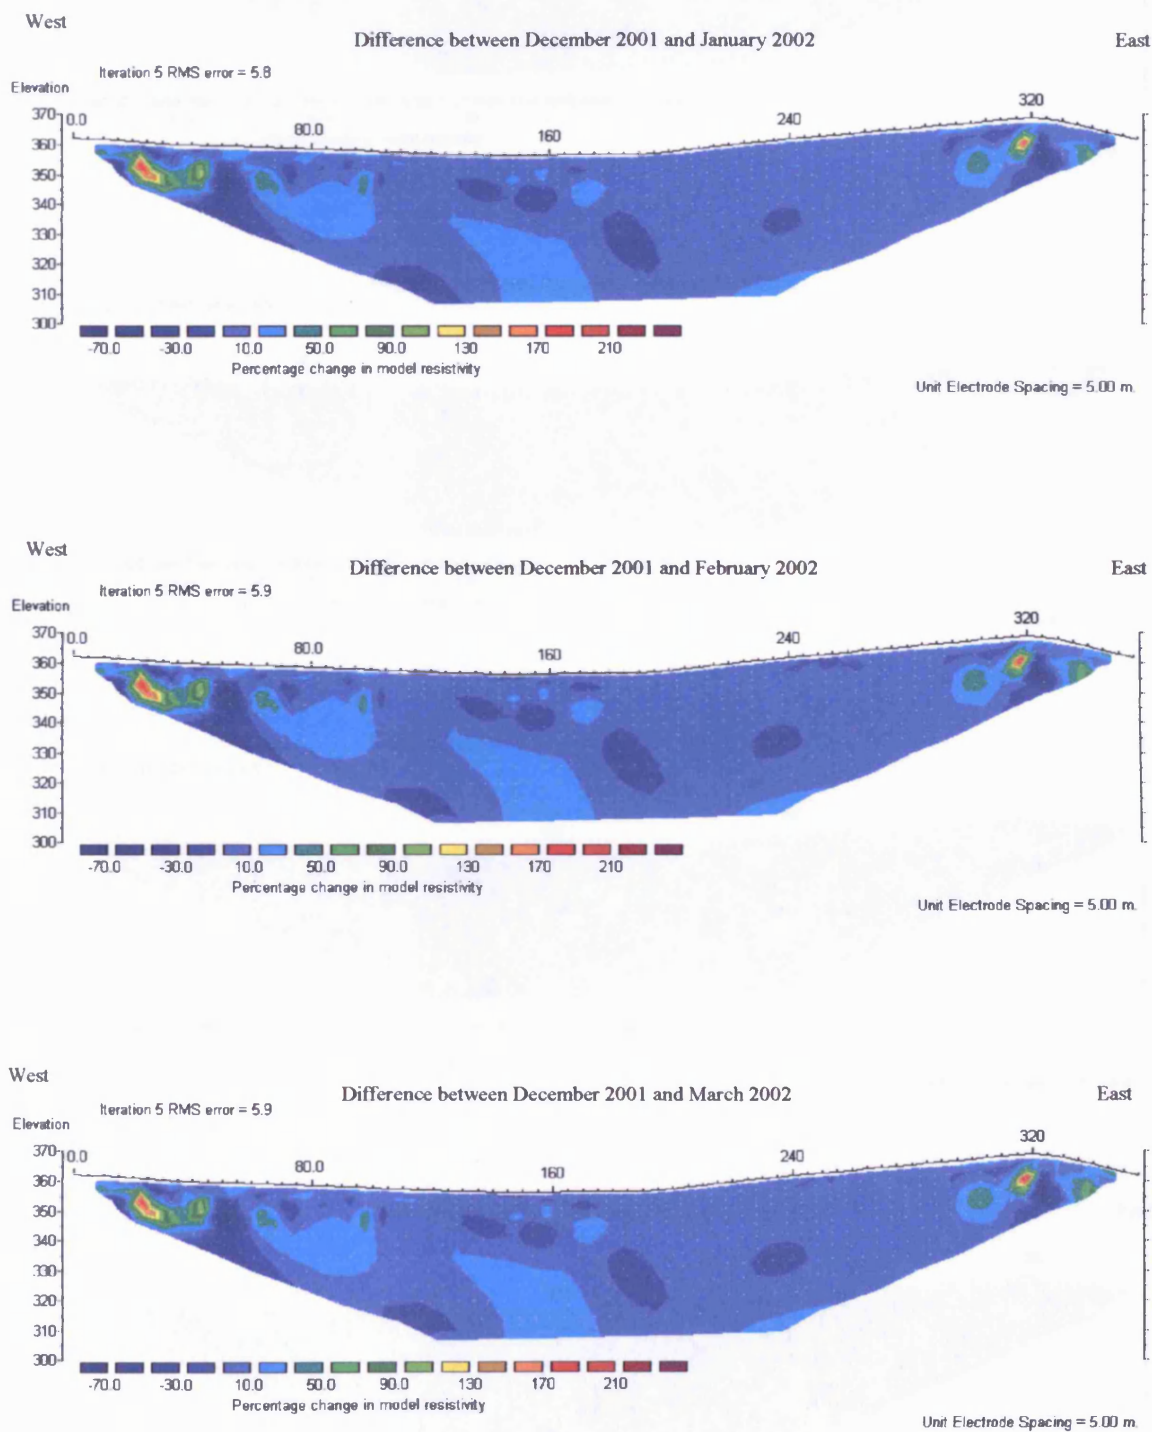 West
Difference between December 2001 and January 2002
East
Iteration 5 RMS error = 5.8
Elevation
370
0.0
80.0
160
240
320
360
350
340
330
320
310
300
-70.0 -30.0 10.0 50.0 90.0 130 170 210
Percentage change in model resistivity
Unit Electrode Spacing = 5.00 m.
West
Difference between December 2001 and February 2002
East
Iteration 5 RMS error = 5.9
Elevation
370
0.0
80.0
160
240
320
360
350
340
330
320
310
300
-70.0 -30.0 10.0 50.0 90.0 130 170 210
Percentage change in model resistivity
Unit Electrode Spacing = 5.00 m.
West
Difference between December 2001 and March 2002
East
Iteration 5 RMS error = 5.9
Elevation
370
0.0
80.0
160
240
320
360
350
340
330
320
310
300
-70.0 -30.0 10.0 50.0 90.0 130 170 210
Percentage change in model resistivity
Unit Electrode Spacing = 5.00 m.